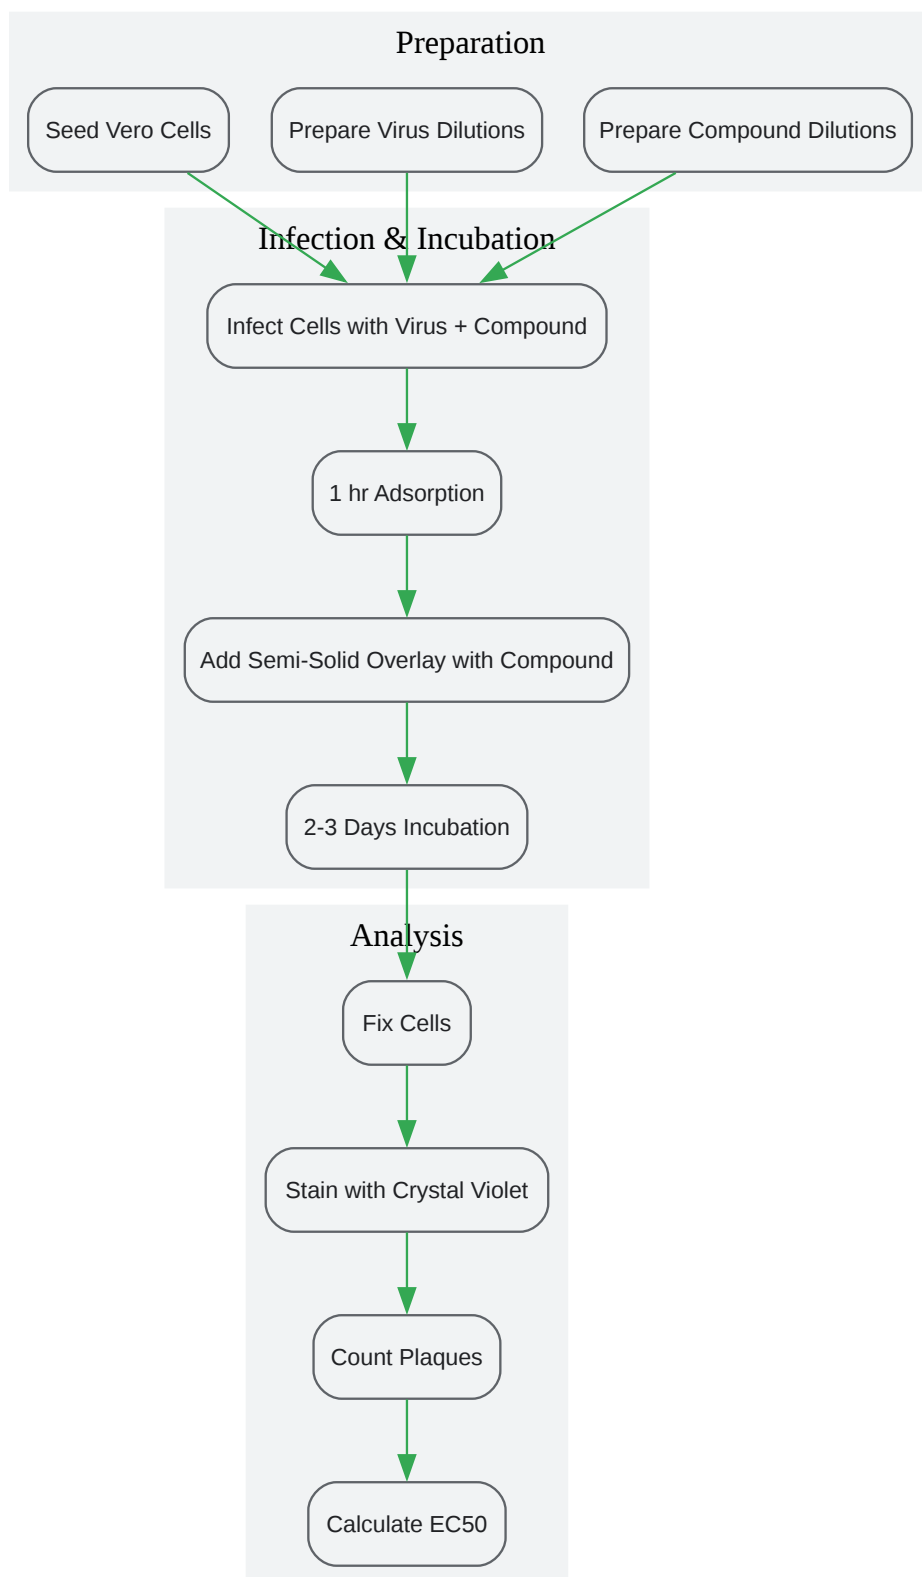 Preparation
Seed Vero Cells
Prepare Virus Dilutions
Prepare Compound Dilutions
Infection & Incubation
Infect Cells with Virus + Compound
1 hr Adsorption
Add Semi-Solid Overlay with Compound
2-3 Days Incubation
Analysis
Fix Cells
Stain with Crystal Violet
Count Plaques
Calculate EC50